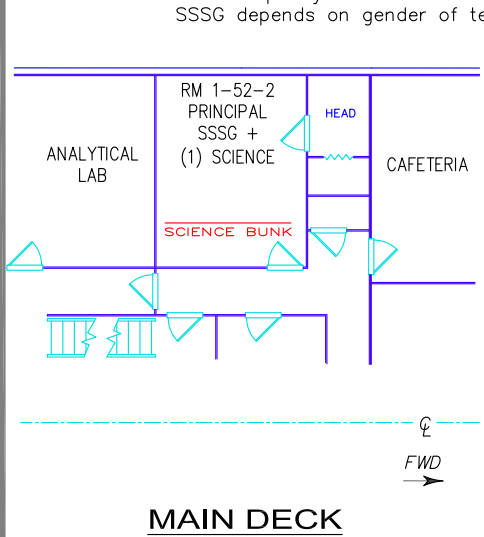 SSSG depends on gender of te
RM 1-52-2
PRINCIPAL
SSSG +
(1) SCIENCE
HEAD
ANALYTICAL
LAB
CAFETERIA
SCIENCE BUNK
℄
FWD
MAIN DECK